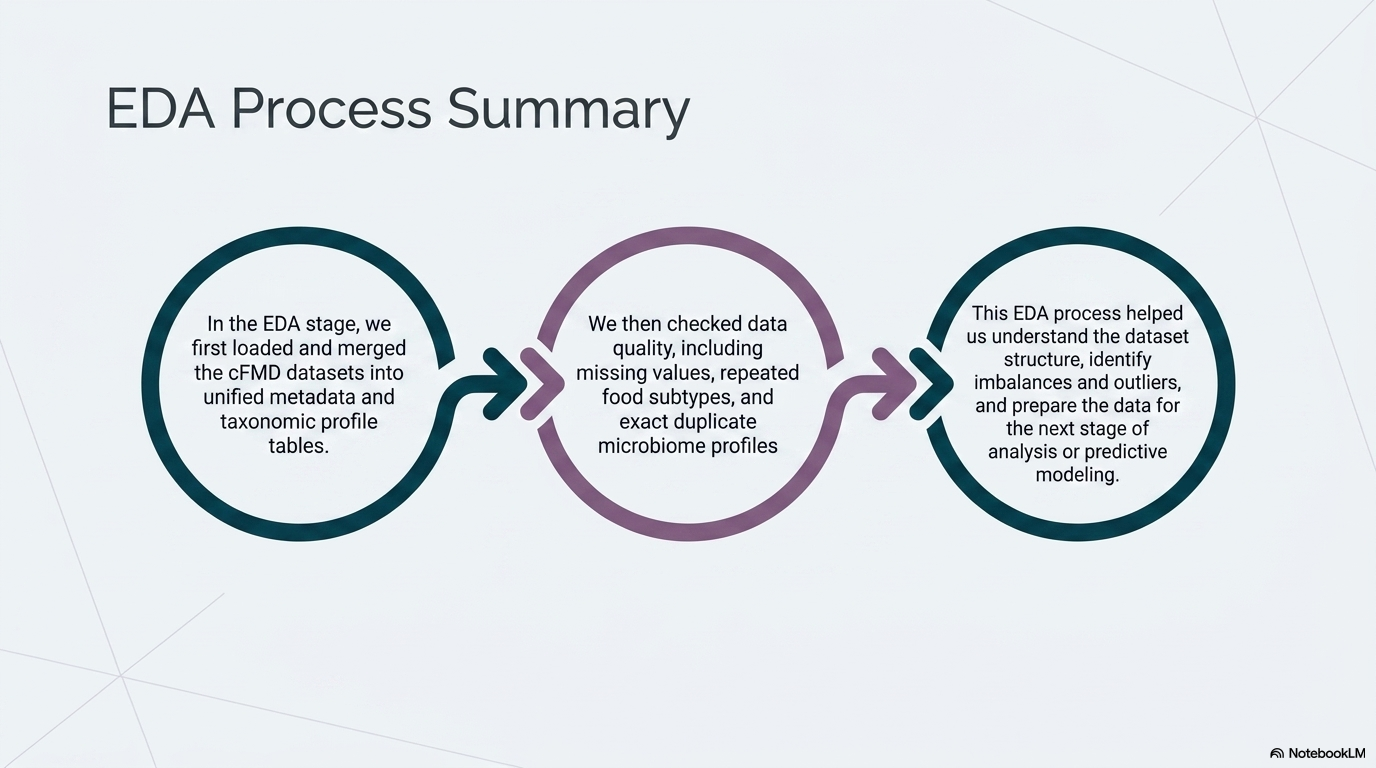 EDA Process Summary
In the EDA stage, we
first loaded and merged
the cFMD datasets into
unified metadata and
taxonomic profile
tables.
We then checked data
quality, including
missing values, repeated
food subtypes, and
exact duplicate
microbiome profiles
This EDA process helped
us understand the dataset
structure, identify
imbalances and outliers,
and prepare the data for
the next stage of
analysis or predictive
modeling.
NotebookLM